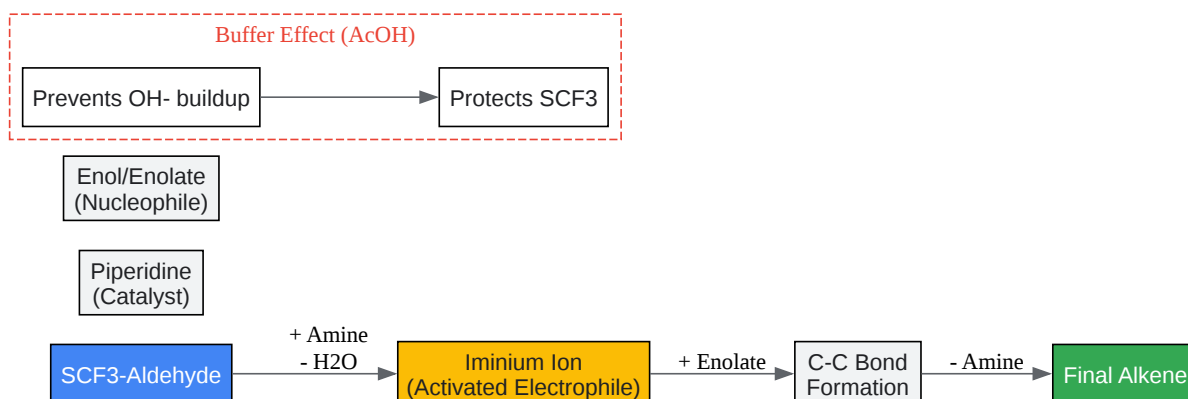 Buffer Effect (AcOH)
Prevents OH- buildup
Protects SCF3
Enol/Enolate
(Nucleophile)
Piperidine
(Catalyst)
SCF3-Aldehyde
+ Amine
- H2O
Iminium Ion
(Activated Electrophile)
+ Enolate
C-C Bond
Formation
- Amine
Final Alkene